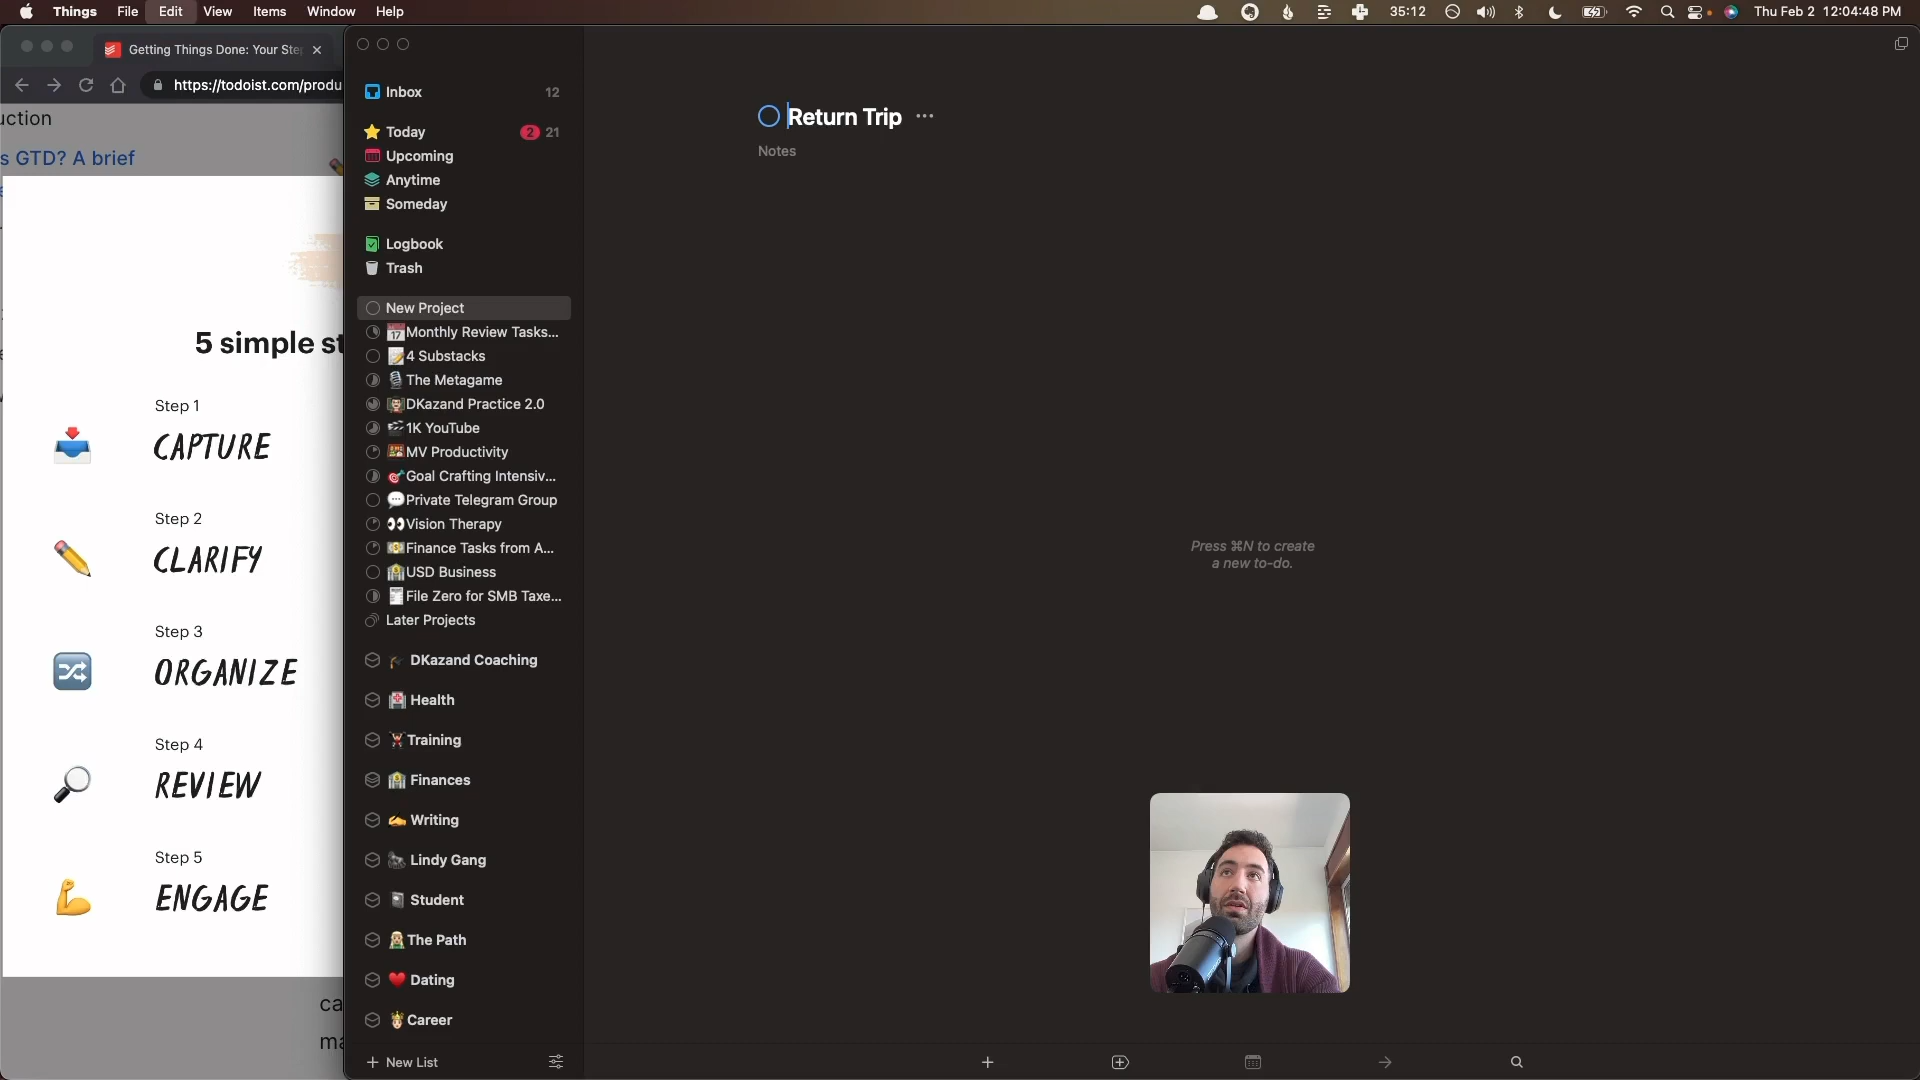 Things File Edit View Items Window Help
35:12 Thu Feb 2 12:04:48 PM
Getting Things Done: Your Ste
https://todoist.com/produ
uction
s GTD? A brief
5 simple st
Step 1
CAPTURE
Step 2
CLARIFY
Step 3
ORGANIZE
Step 4
REVIEW
Step 5
ENGAGE
ca
ma
Inbox 12
Today 2 21
Upcoming
Anytime
Someday
Logbook
Trash
New Project
17 Monthly Review Tasks...
4 Substacks
The Metagame
DKazand Practice 2.0
1K YouTube
MV Productivity
Goal Crafting Intensiv...
Private Telegram Group
Vision Therapy
Finance Tasks from A...
USD Business
File Zero for SMB Taxe...
Later Projects
DKazand Coaching
Health
Training
Finances
Writing
Lindy Gang
Student
The Path
Dating
Career
+ New List
Return Trip ...
Notes
Press ⌘N to create
a new to-do.